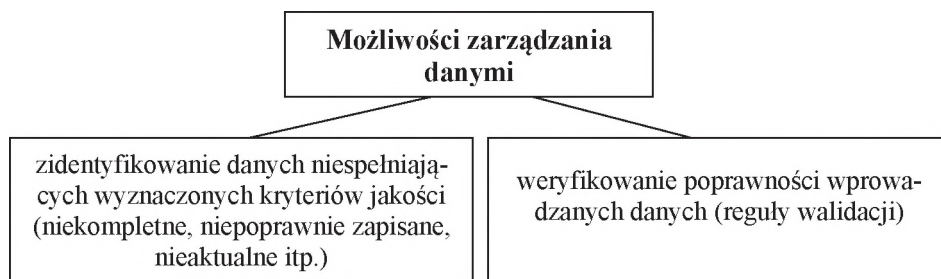 Możliwości zarządzania
danymi
zidentyfikowanie danych niespełniają-
cych wyznaczonych kryteriów jakości
(niekompletne, niepoprawnie zapisane,
nieaktualne itp.)
weryfikowanie poprawności wprowa-
dzanych danych (reguły walidacji)